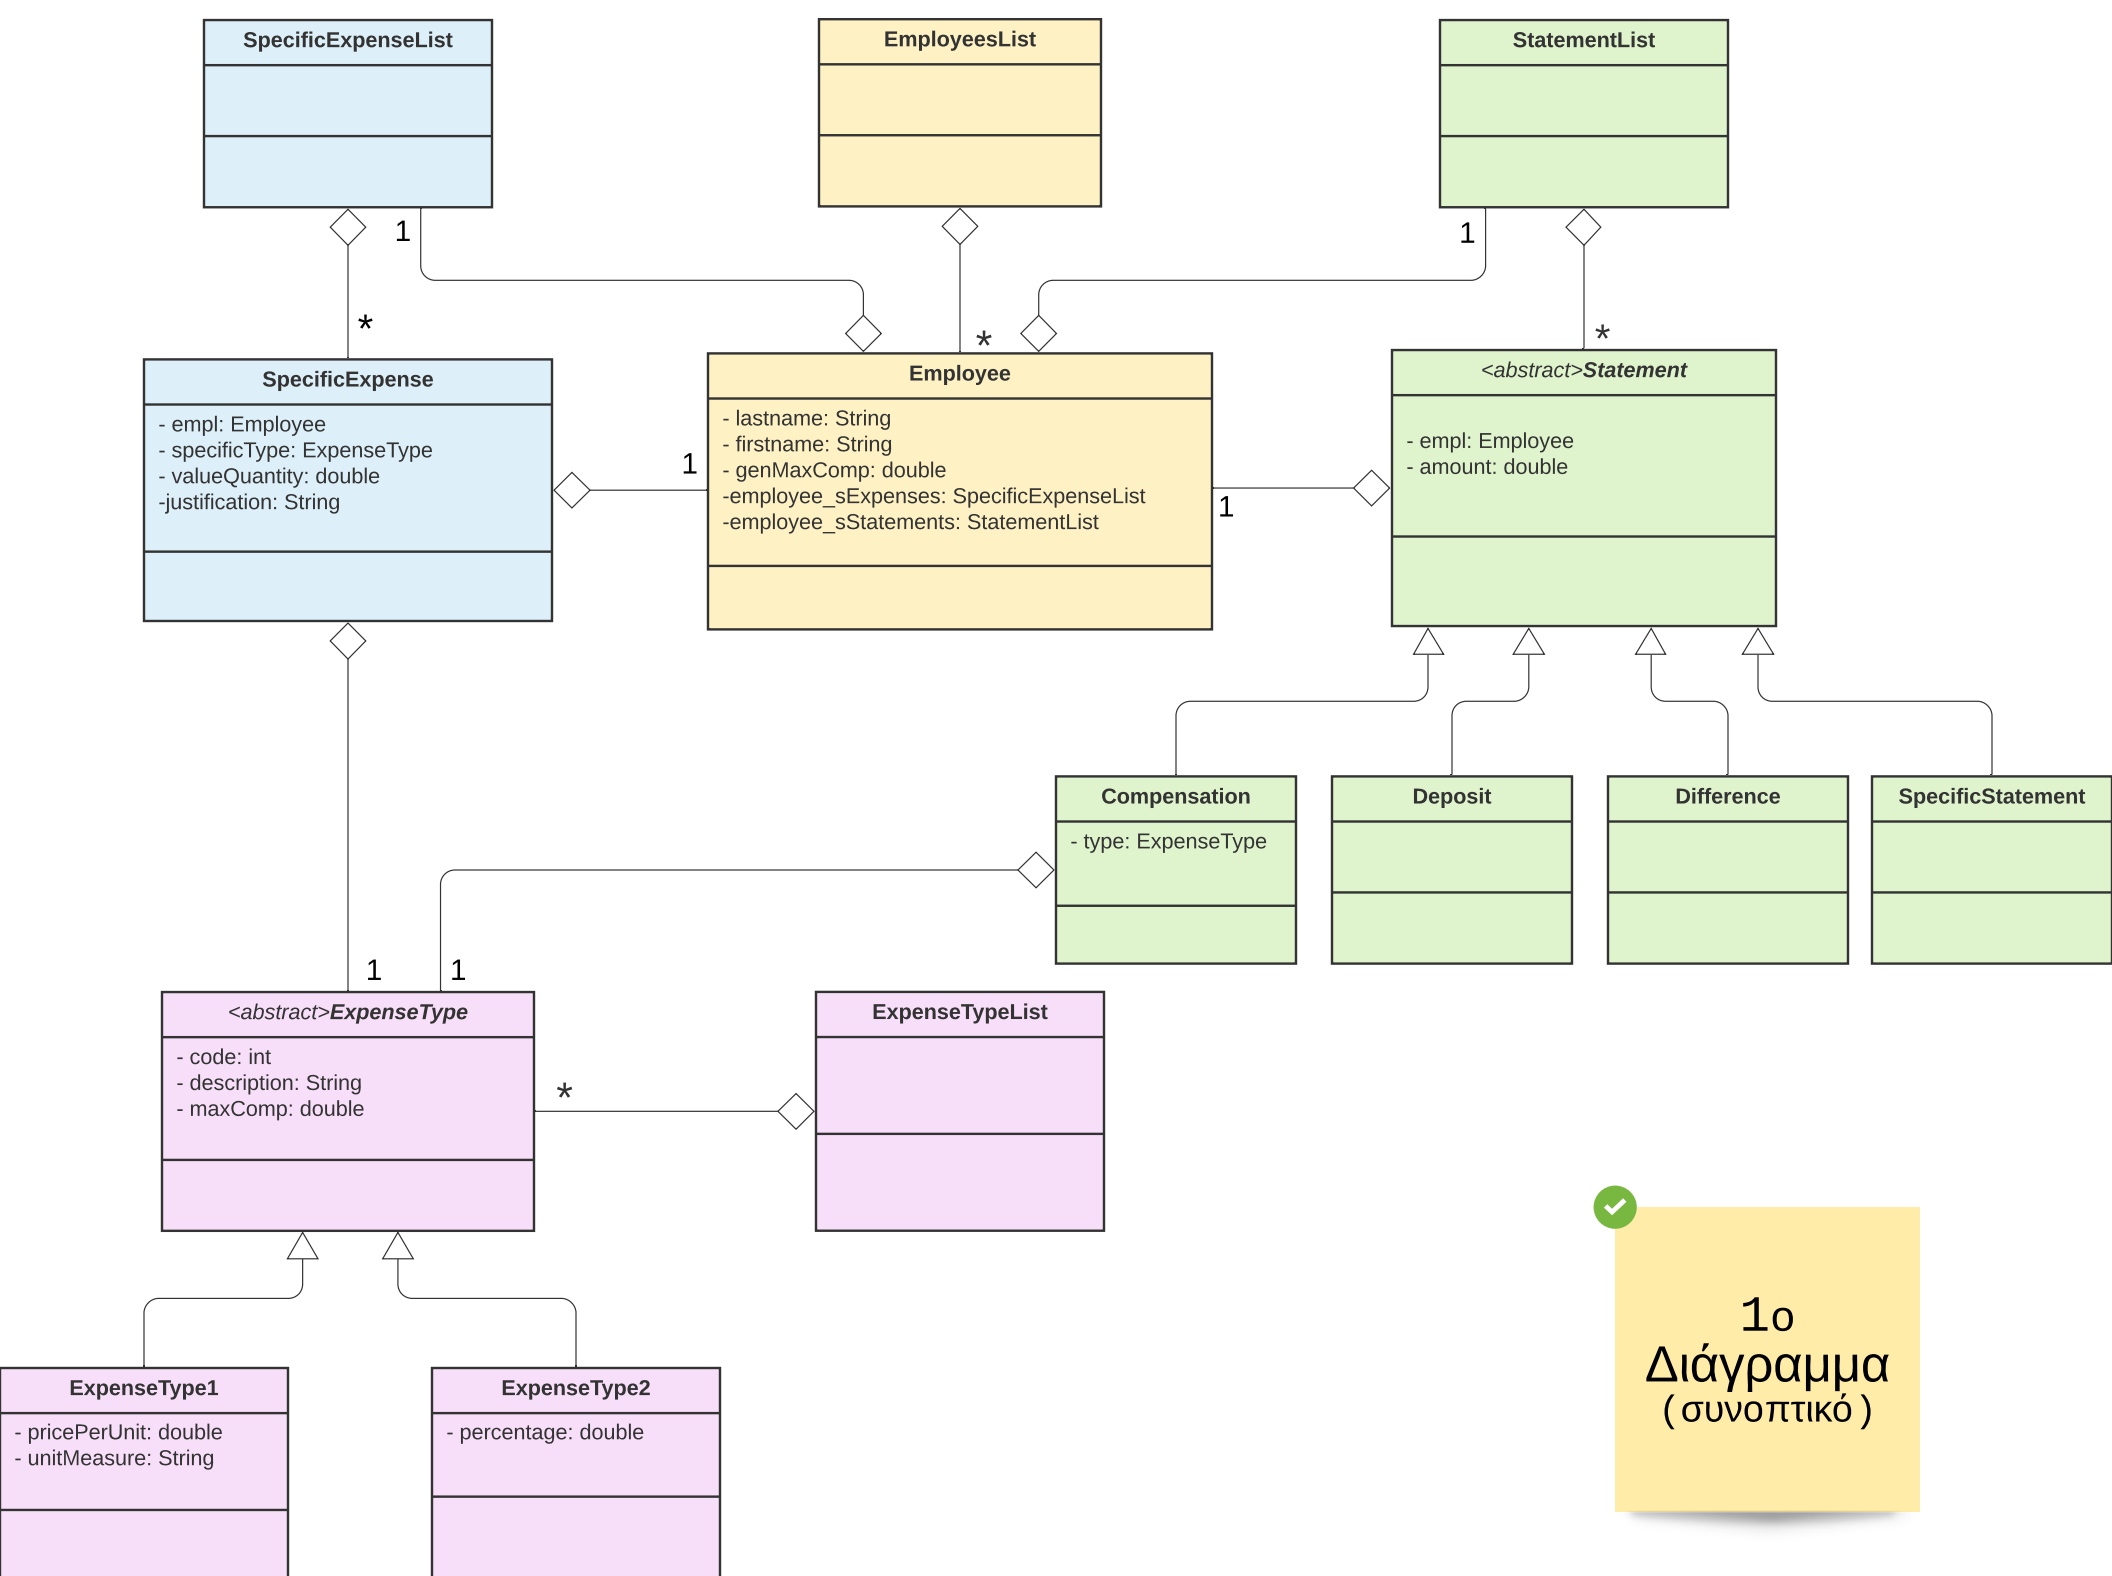 SpecificExpenseList
EmployeesList
StatementList
1
1
*
*
*
SpecificExpense
- empl: Employee
- specificType: ExpenseType
- valueQuantity: double
-justification: String
1
Employee
- lastname: String
- firstname: String
- genMaxComp: double
-employee_sExpenses: SpecificExpenseList
-employee_sStatements: StatementList
1
<abstract>Statement
- empl: Employee
- amount: double
Compensation
- type: ExpenseType
Deposit
Difference
SpecificStatement
1
1
<abstract>ExpenseType
- code: int
- description: String
- maxComp: double
*
ExpenseTypeList
ExpenseType1
- pricePerUnit: double
- unitMeasure: String
ExpenseType2
- percentage: double
1ο
Διάγραμμα
(συνοπτικό)